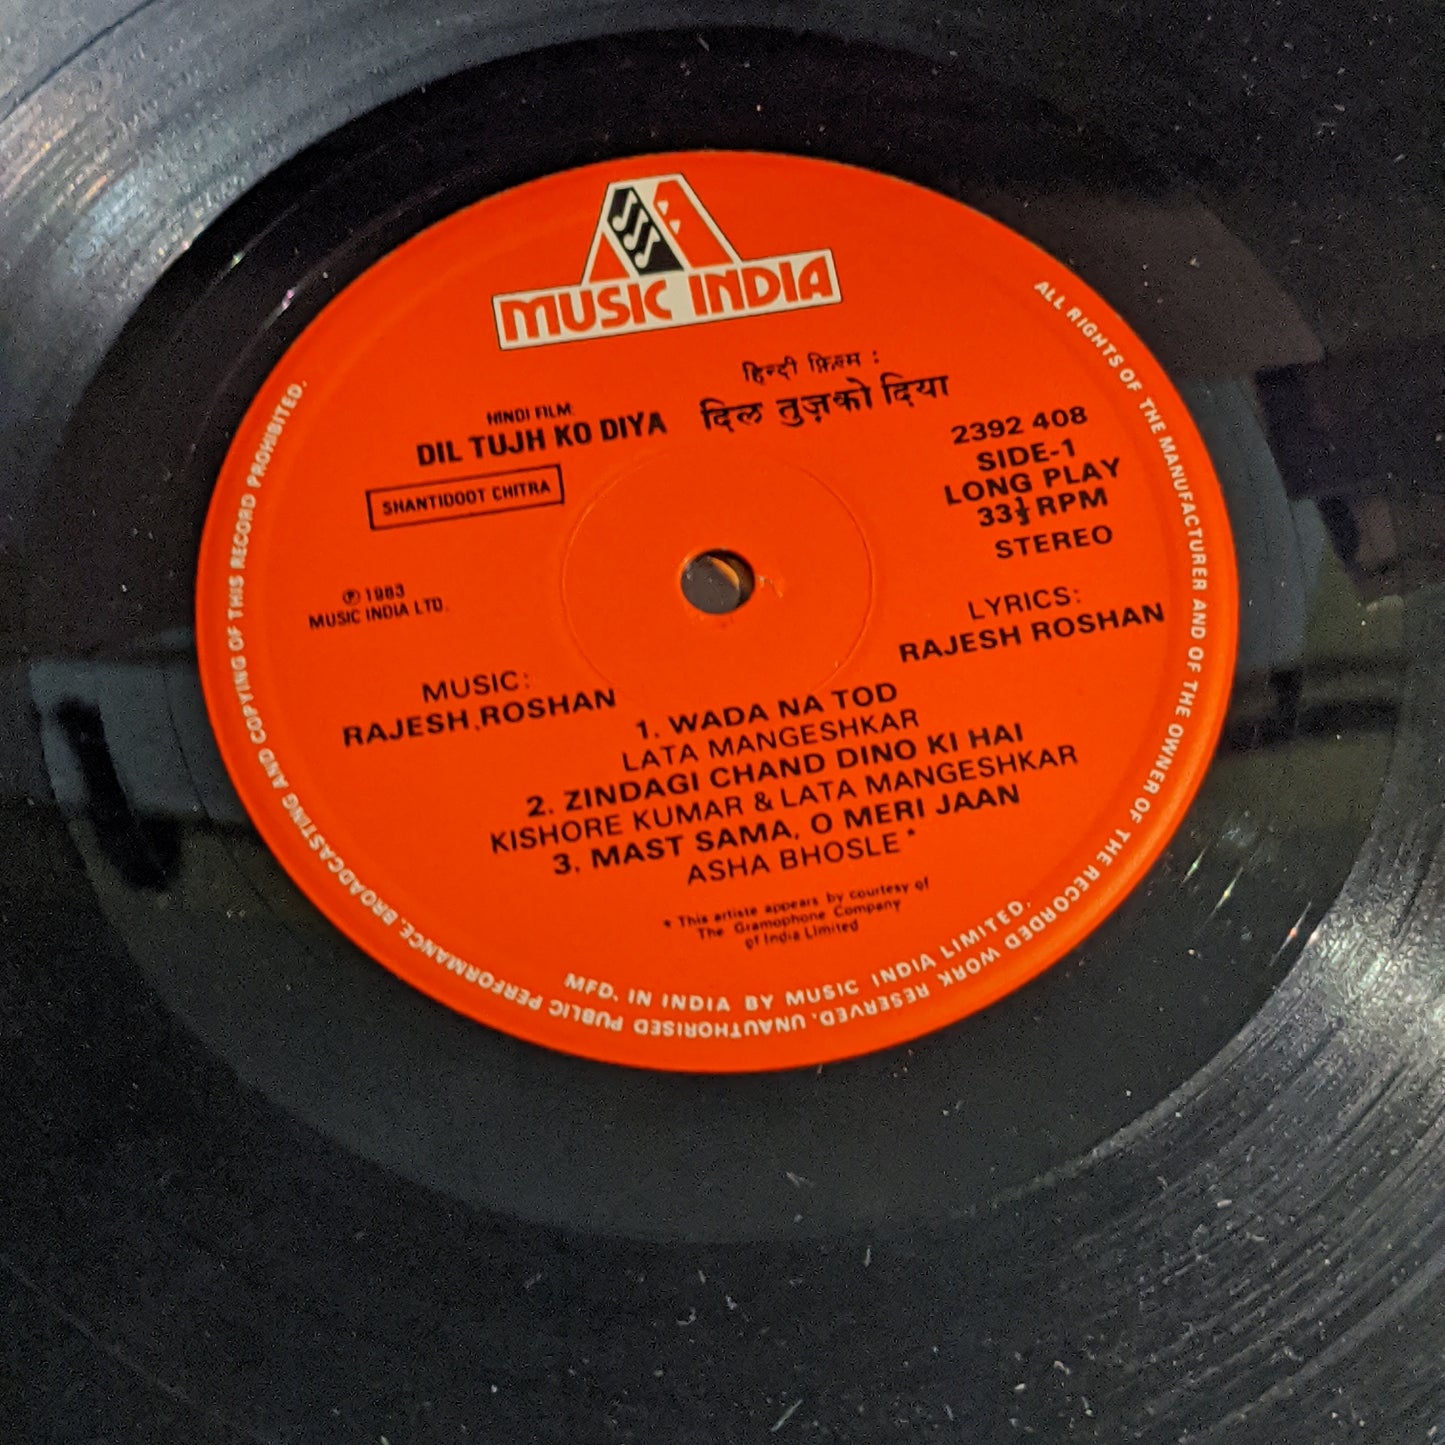 MUSIC INDIA
हिन्दी फ़िल्म :
HINDI FILM:
DIL TUJH KO DIYA दिल तुज़को दिया
SHANTIDOOT CHITRA
2392 408
SIDE-1
LONG PLAY
33⅓ RPM
STEREO
Ⓟ 1983
MUSIC INDIA LTD.
LYRICS:
RAJESH ROSHAN
MUSIC:
RAJESH ROSHAN
1. WADA NA TOD
LATA MANGESHKAR
2. ZINDAGI CHAND DINO KI HAI
KISHORE KUMAR & LATA MANGESHKAR
3. MAST SAMA, O MERI JAAN
ASHA BHOSLE*
* This artiste appears by courtesy of
The Gramophone Company
of India Limited
MFD. IN INDIA BY MUSIC INDIA LIMITED.
ALL RIGHTS OF THE MANUFACTURER AND OF THE OWNER OF THE RECORDED WORK RESERVED. UNAUTHORISED PUBLIC PERFORMANCE, BROADCASTING AND COPYING OF THIS RECORD PROHIBITED.